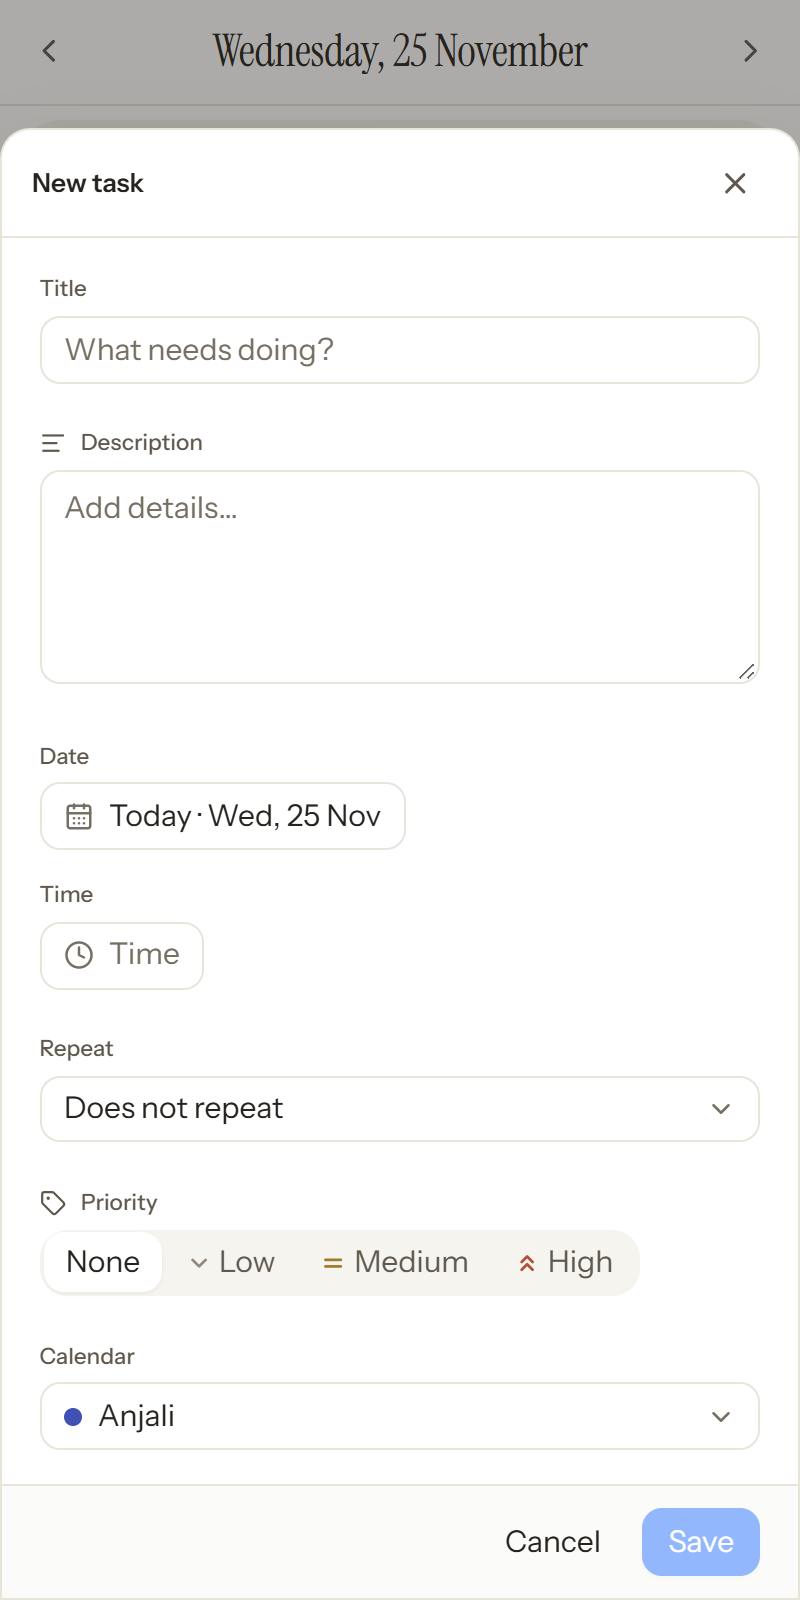 Wednesday, 25 November
New task
Title
What needs doing?
Description
Add details...
Date
Today · Wed, 25 Nov
Time
Time
Repeat
Does not repeat
Priority
None Low Medium High
Calendar
Anjali
Cancel Save